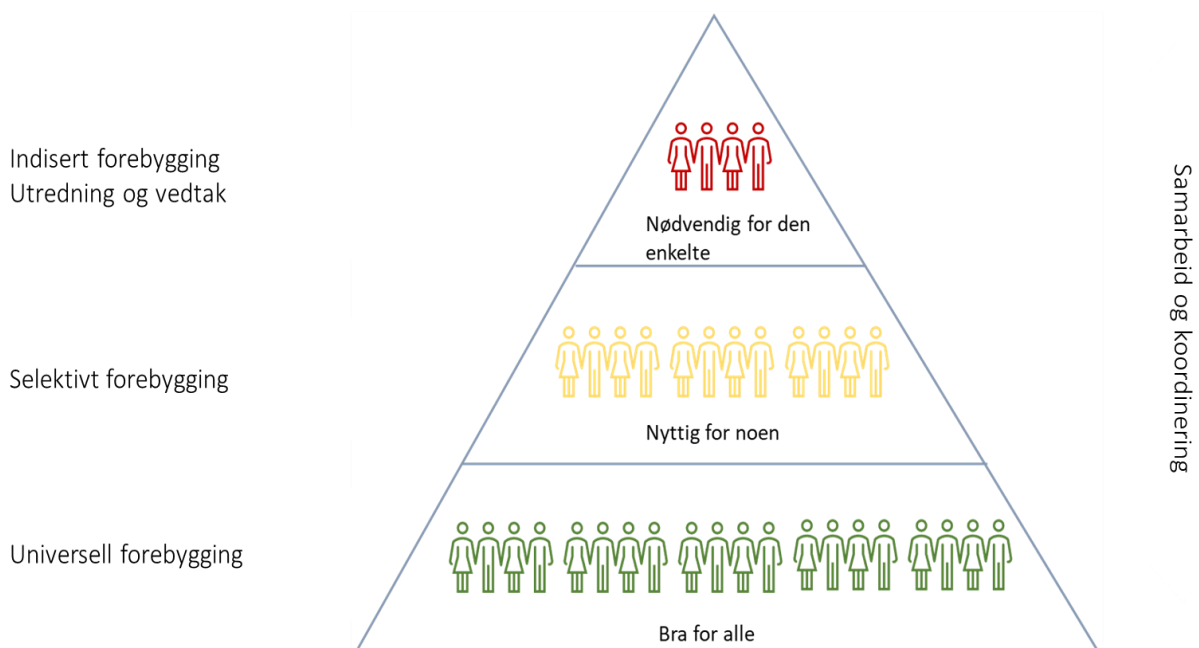 Indisert forebygging
Utredning og vedtak
Nødvendig for den
enkelte
Selektivt forebygging
Nyttig for noen
Universell forebygging
Bra for alle
Samarbeid og koordinering